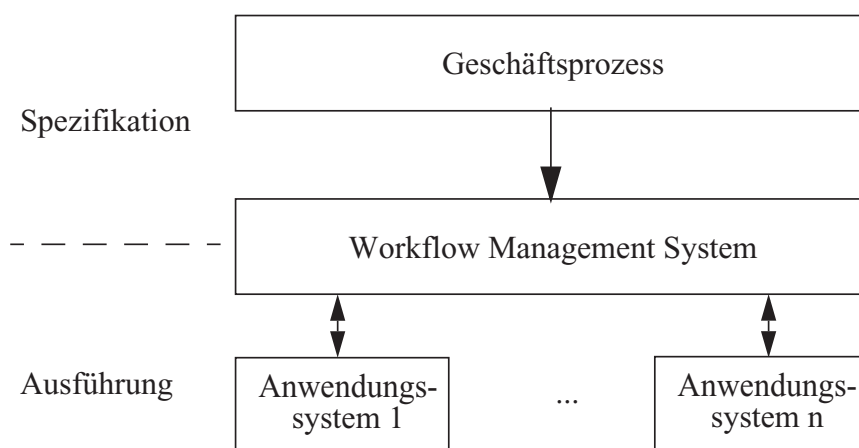 Geschäftsprozess
Spezifikation
Workflow Management System
Ausführung
Anwendungs-
system 1
...
Anwendungs-
system n